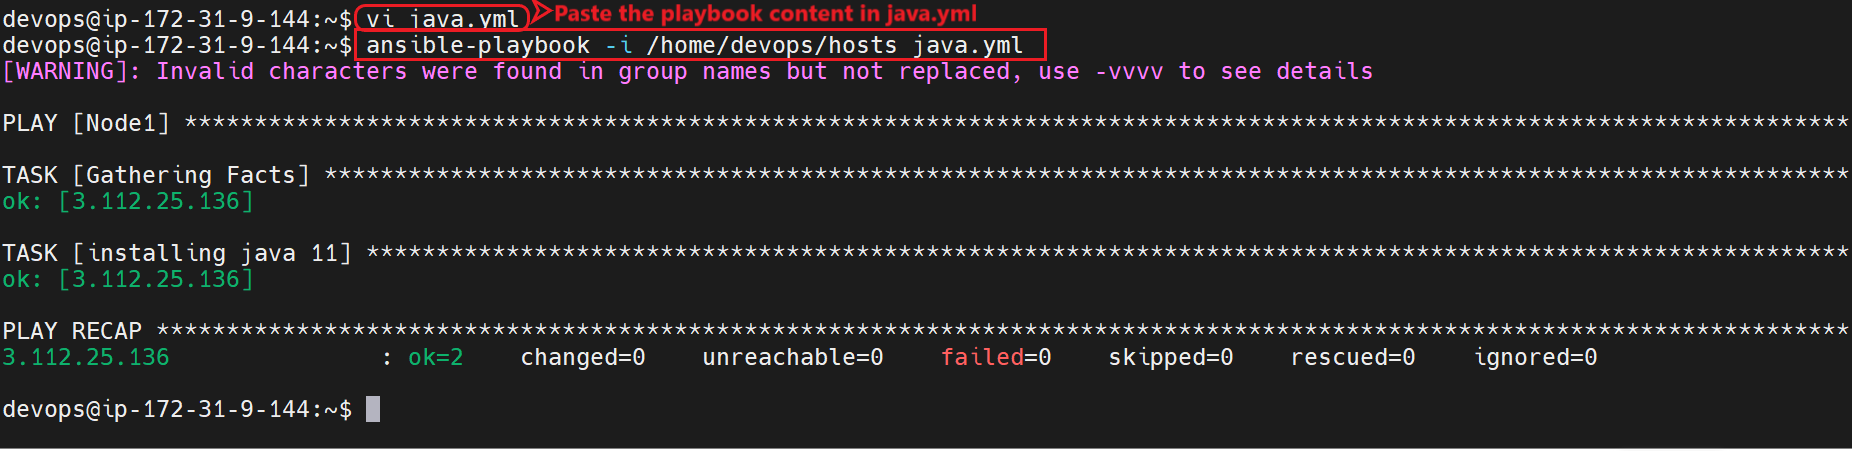 devops@ip-172-31-9-144:~$ vi java.yml Paste the playbook content in java.yml
devops@ip-172-31-9-144:~$ ansible-playbook -i /home/devops/hosts java.yml
[WARNING]: Invalid characters were found in group names but not replaced, use -vvvv to see details
PLAY [Node1] ***********************************************************************************************************************
TASK [Gathering Facts] *************************************************************************************************************
ok: [3.112.25.136]
TASK [installing java 11] **********************************************************************************************************
ok: [3.112.25.136]
PLAY RECAP *************************************************************************************************************************
3.112.25.136 : ok=2 changed=0 unreachable=0 failed=0 skipped=0 rescued=0 ignored=0
devops@ip-172-31-9-144:~$